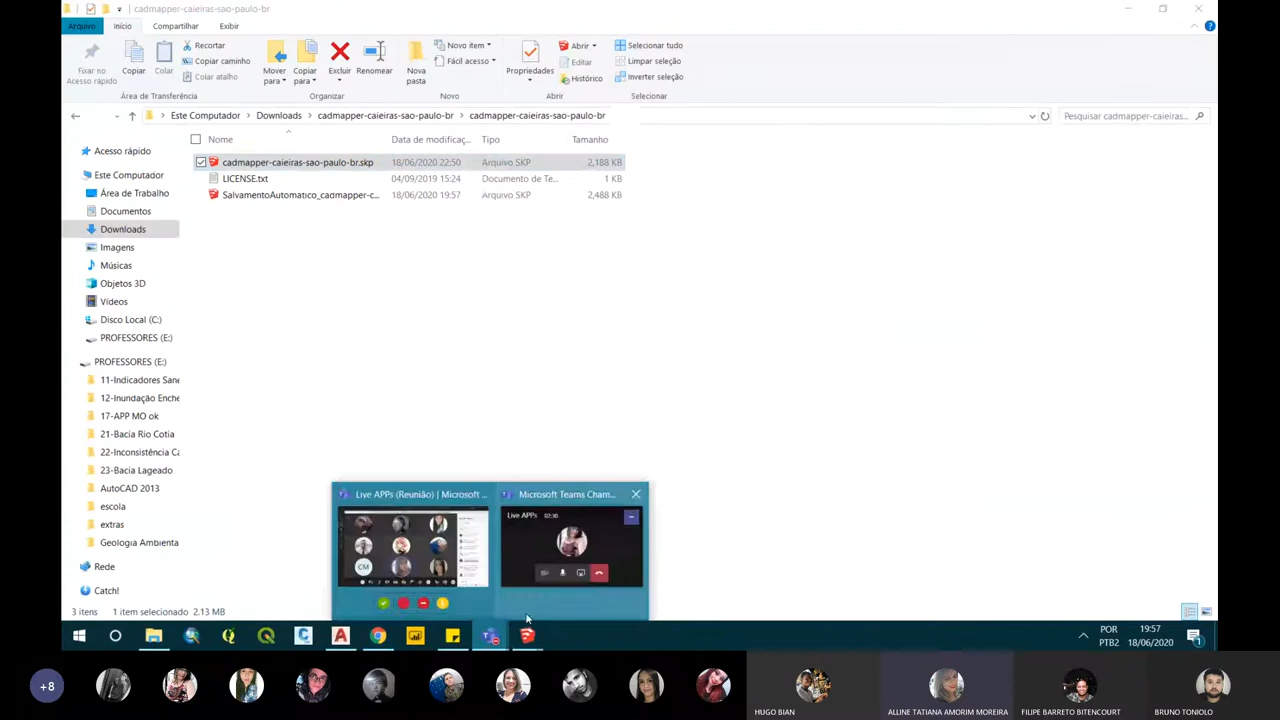 cadmapper-caieiras-sao-paulo-br
Arquivo
Início
Compartilhar
Exibir
Fixar no
Acesso rápido
Copiar
Colar
Recortar
Copiar caminho
Colar atalho
Mover
para
Copiar
para
Excluir
Renomear
Nova
pasta
Novo item
Fácil acesso
Propriedades
Abrir
Editar
Histórico
Selecionar tudo
Limpar seleção
Inverter seleção
Área de Transferência
Organizar
Novo
Abrir
Selecionar
Este Computador > Downloads > cadmapper-caieiras-sao-paulo-br > cadmapper-caieiras-sao-paulo-br
Pesquisar cadmapper-caieiras...
Nome
Data de modificaç...
Tipo
Tamanho
cadmapper-caieiras-sao-paulo-br.skp 18/06/2020 22:50 Arquivo SKP 2,188 KB
LICENSE.txt 04/09/2019 15:24 Documento de Te... 1 KB
SalvamentoAutomatico_cadmapper-c... 18/06/2020 19:57 Arquivo SKP 2,488 KB
Acesso rápido
Este Computador
Área de Trabalho
Documentos
Downloads
Imagens
Músicas
Objetos 3D
Vídeos
Disco Local (C:)
PROFESSORES (E:)
PROFESSORES (E:)
11-Indicadores Sane
12-Inundação Enche
17-APP MO ok
21-Bacia Rio Cotia
22-Inconsistência Ca
23-Bacia Lageado
AutoCAD 2013
escola
extras
Geologia Ambienta
Rede
Catch!
3 itens
1 item selecionado 2.13 MB
Live APPs (Reunião) | Microsoft ...
Microsoft Teams Cham...
Live APPs
CM
POR
PTB2
19:57
18/06/2020
1
+8
HUGO BIAN
ALLINE TATIANA AMORIM MOREIRA
FILIPE BARRETO BITENCOURT
BRUNO TONIOLO